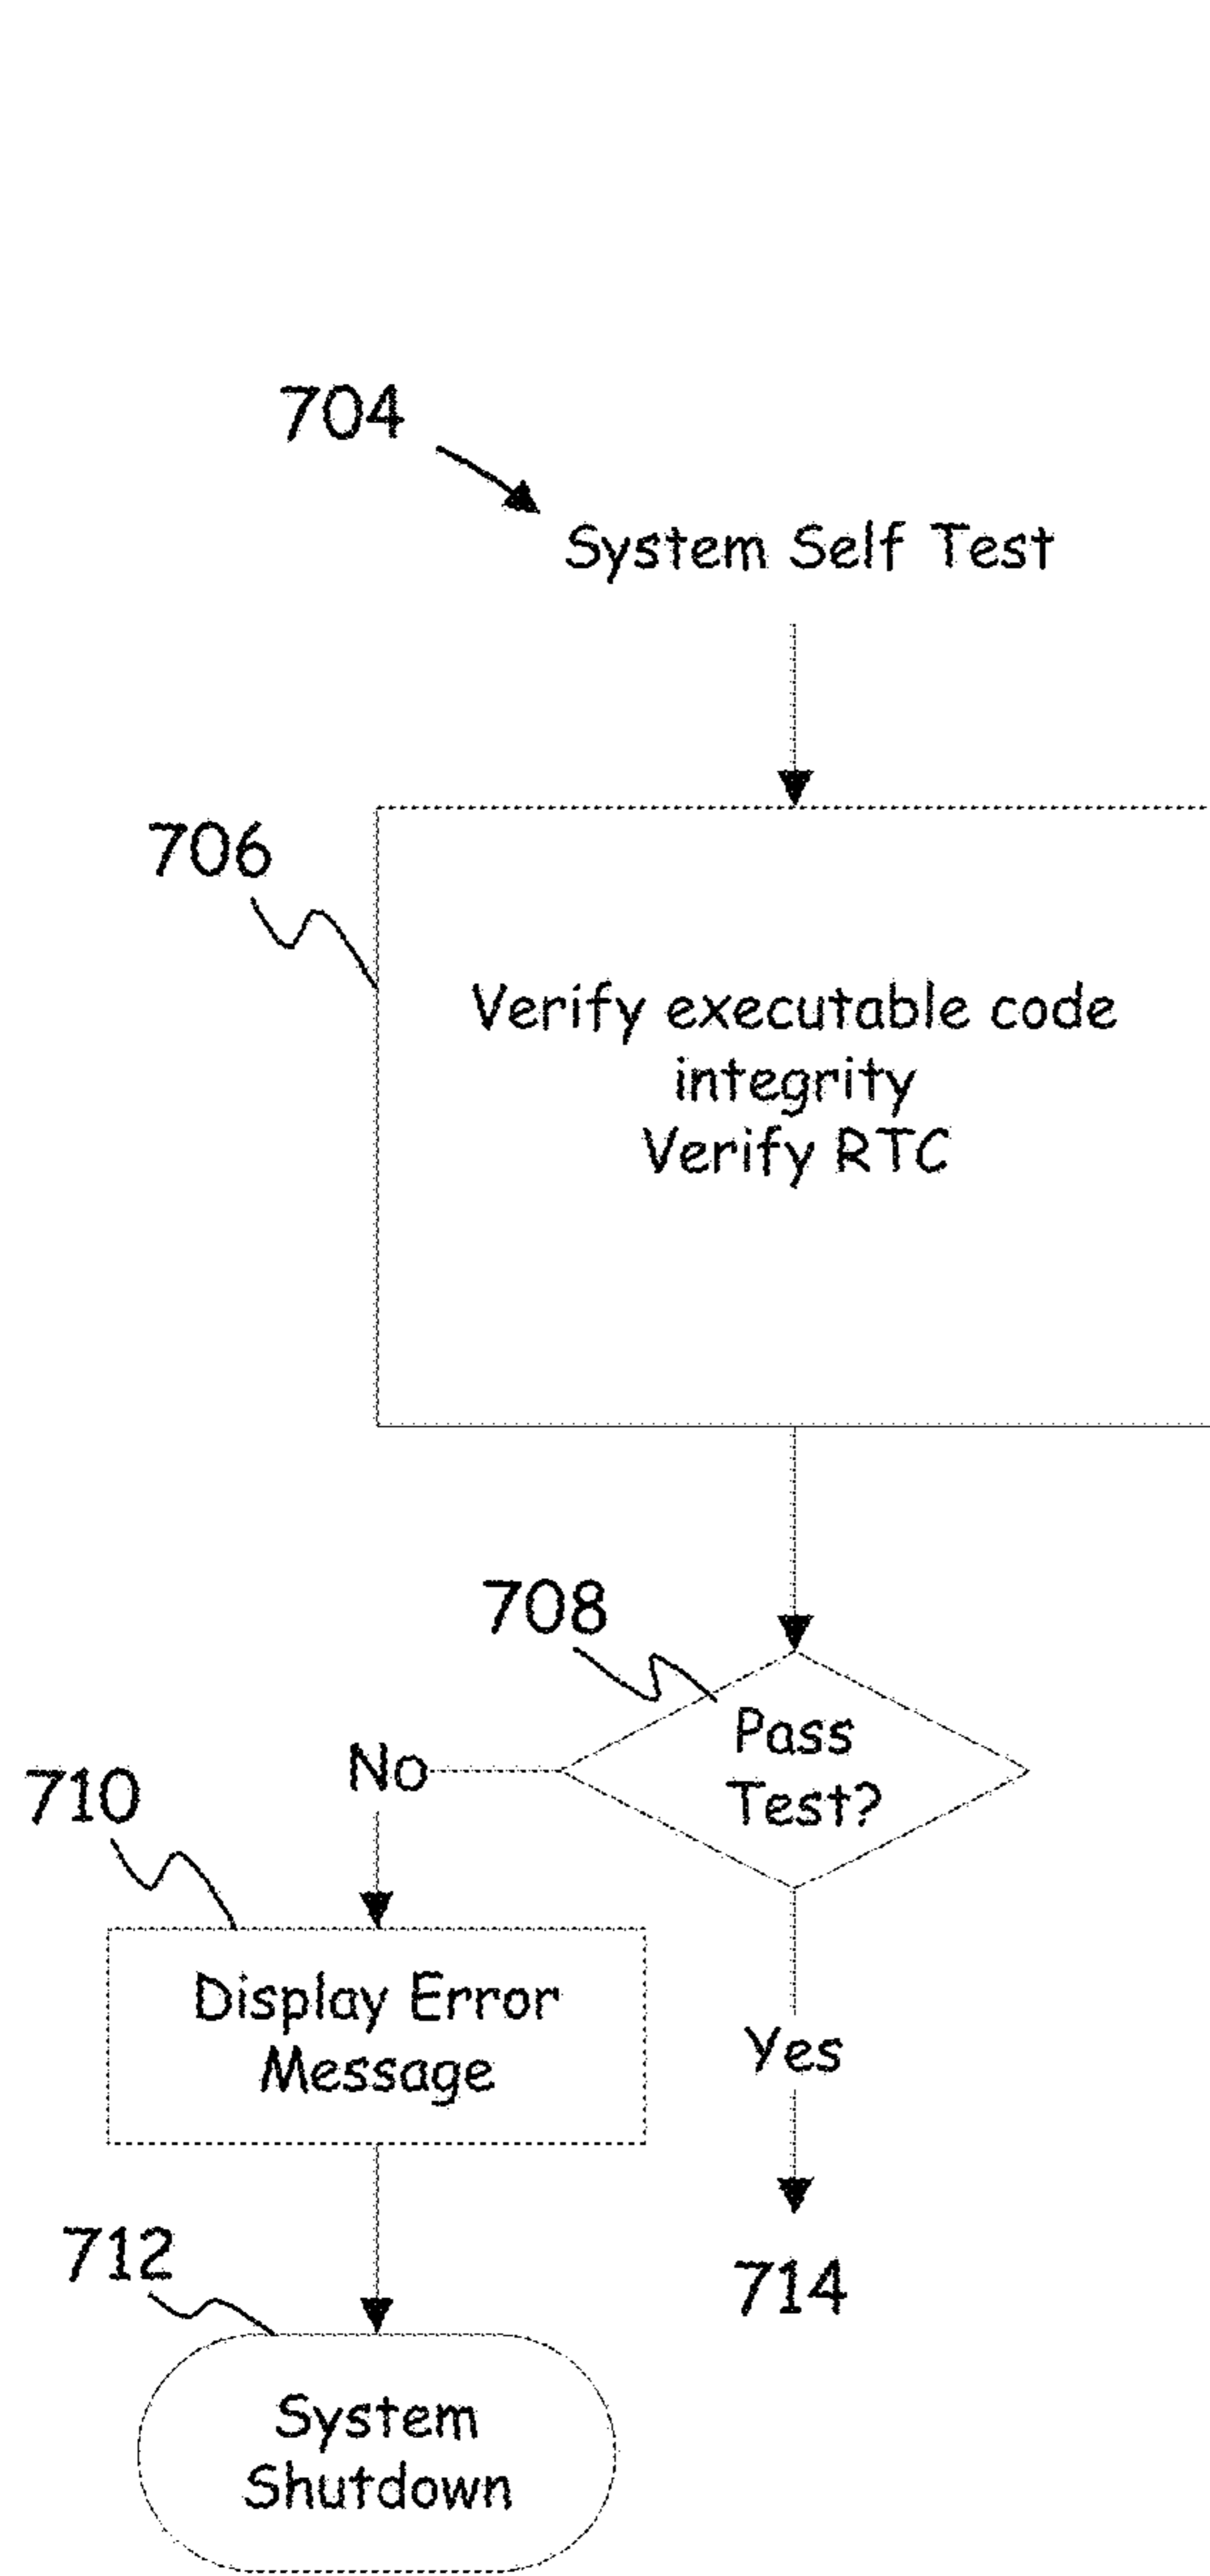 704
System Self Test
706
Verify executable code
integrity
Verify RTC
708
Pass
Test?
No
710
Display Error
Message
Yes
712
714
System
Shutdown